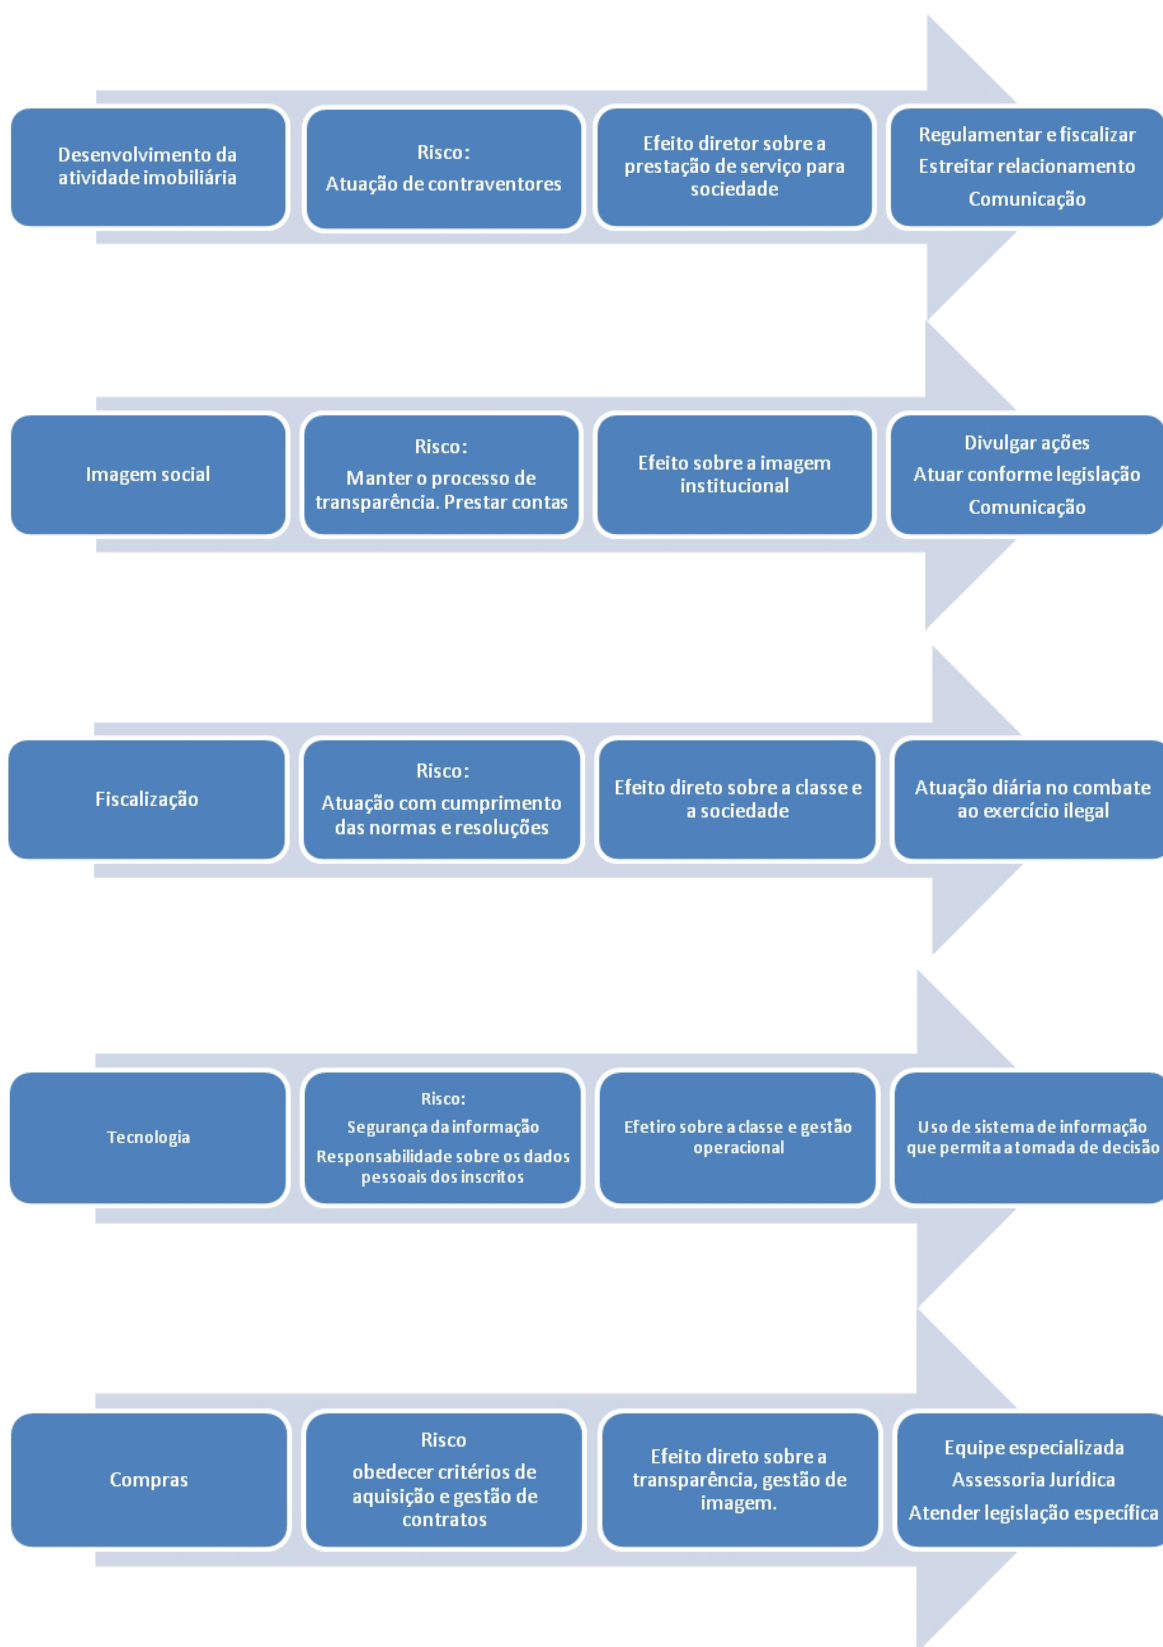 Desenvolvimento da
atividade imobiliária
Risco:
Atuação de contraventores
Efeito diretor sobre a
prestação de serviço para
sociedade
Regulamentar e fiscalizar
Estreitar relacionamento
Comunicação
Imagem social
Risco:
Manter o processo de
transparência. Prestar contas
Efeito sobre a imagem
institucional
Divulgar ações
Atuar conforme legislação
Comunicação
Fiscalização
Risco:
Atuação com cumprimento
das normas e resoluções
Efeito direto sobre a classe e
a sociedade
Atuação diária no combate
ao exercício ilegal
Tecnologia
Risco:
Segurança da informação
Responsabilidade sobre os dados
pessoais dos inscritos
Efetiro sobre a classe e gestão
operacional
Uso de sistema de informação
que permita a tomada de decisão
Compras
Risco
obedecer critérios de
aquisição e gestão de
contratos
Efeito direto sobre a
transparência, gestão de
imagem.
Equipe especializada
Assessoria Jurídica
Atender legislação específica